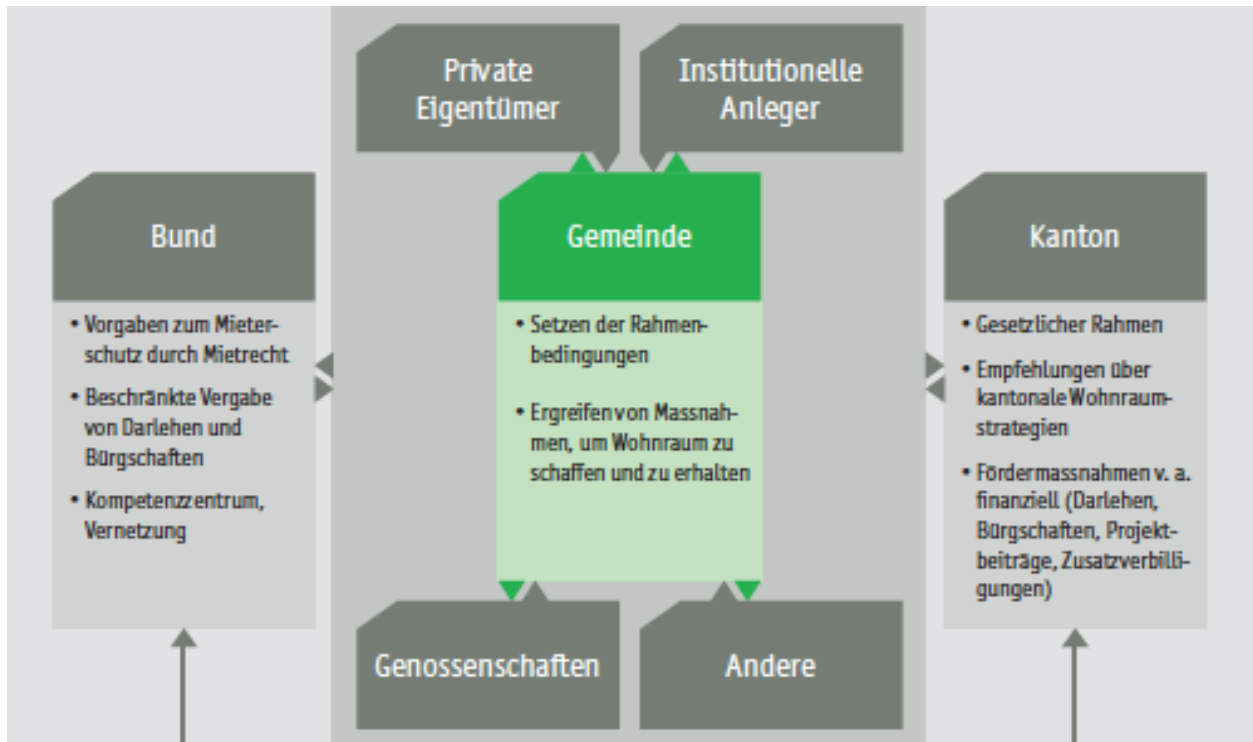 Private
Eigentümer
Institutionelle
Anleger
Bund
• Vorgaben zum Mieter-
schutz durch Mietrecht
• Beschränkte Vergabe
von Darlehen und
Bürgschaften
• Kompetenzzentrum,
Vernetzung
Gemeinde
• Setzen der Rahmen-
bedingungen
• Ergreifen von Massnah-
men, um Wohnraum zu
schaffen und zu erhalten
Kanton
• Gesetzlicher Rahmen
• Empfehlungen über
kantonale Wohnraum-
strategien
• Fördermassnahmen v. a.
finanziell (Darlehen,
Bürgschaften, Projekt-
beiträge, Zusatzverbilli-
gungen)
Genossenschaften
Andere